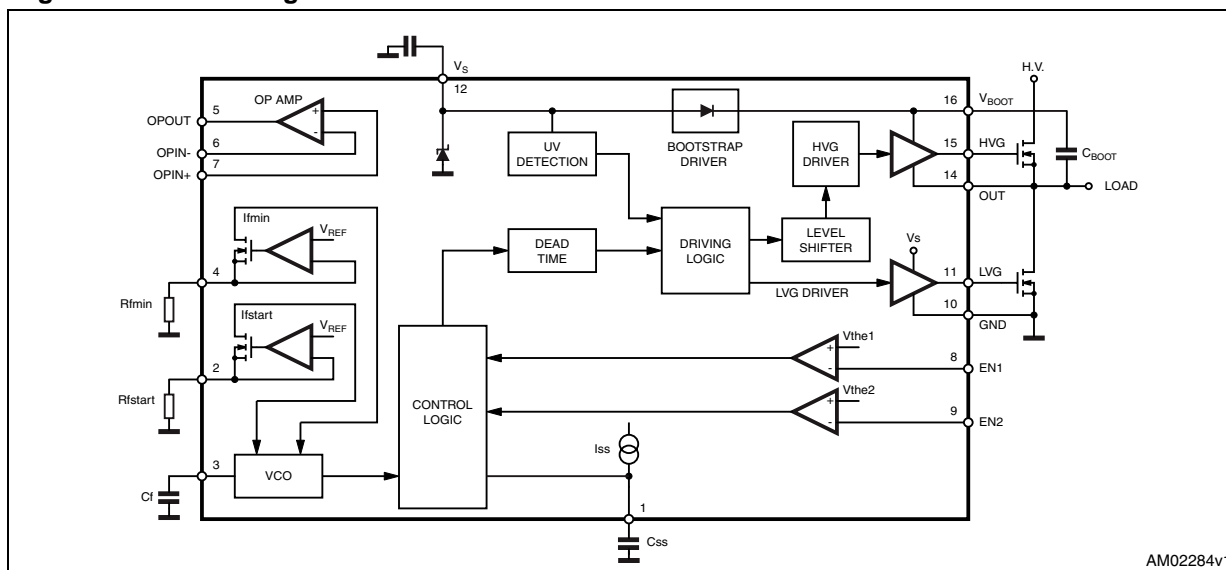 V_S
12
H.V.
OP AMP
5
OPOUT
16
V_BOOT
6
OPIN-
UV
DETECTION
BOOTSTRAP
DRIVER
HVG
DRIVER
15
HVG
C_BOOT
7
OPIN+
14
OUT
LOAD
Ifmin
V_REF
DEAD
TIME
DRIVING
LOGIC
LEVEL
SHIFTER
Vs
4
Rfmin
LVG DRIVER
11
LVG
10
GND
Ifstart
V_REF
Vthe1
8
EN1
2
Rfstart
CONTROL
LOGIC
Vthe2
9
EN2
Iss
3
VCO
Cf
1
Css
AM02284v1